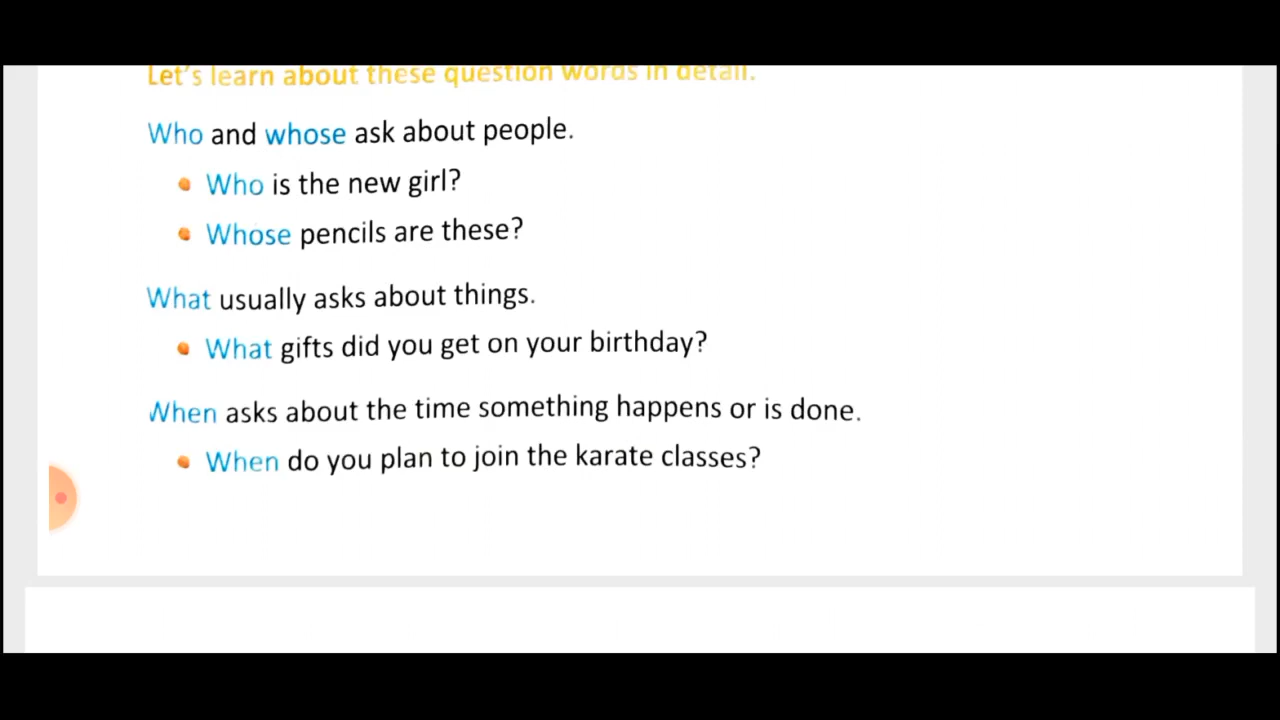 Let's learn about these question words in detail.
Who and whose ask about people.
Who is the new girl?
Whose pencils are these?
What usually asks about things.
What gifts did you get on your birthday?
When asks about the time something happens or is done.
When do you plan to join the karate classes?